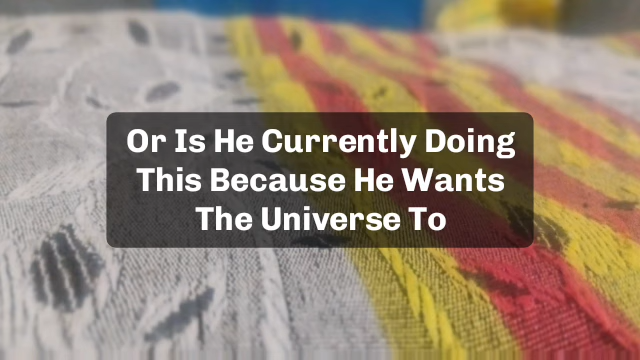 Or Is He Currently Doing
This Because He Wants
The Universe To